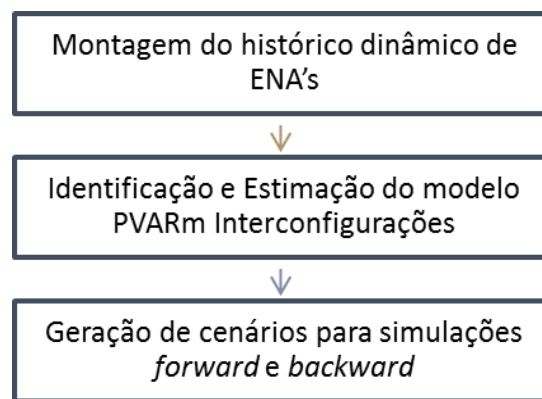 Montagem do histórico dinâmico de
ENA's
Identificação e Estimação do modelo
PVARm Interconfigurações
Geração de cenários para simulações
forward e backward